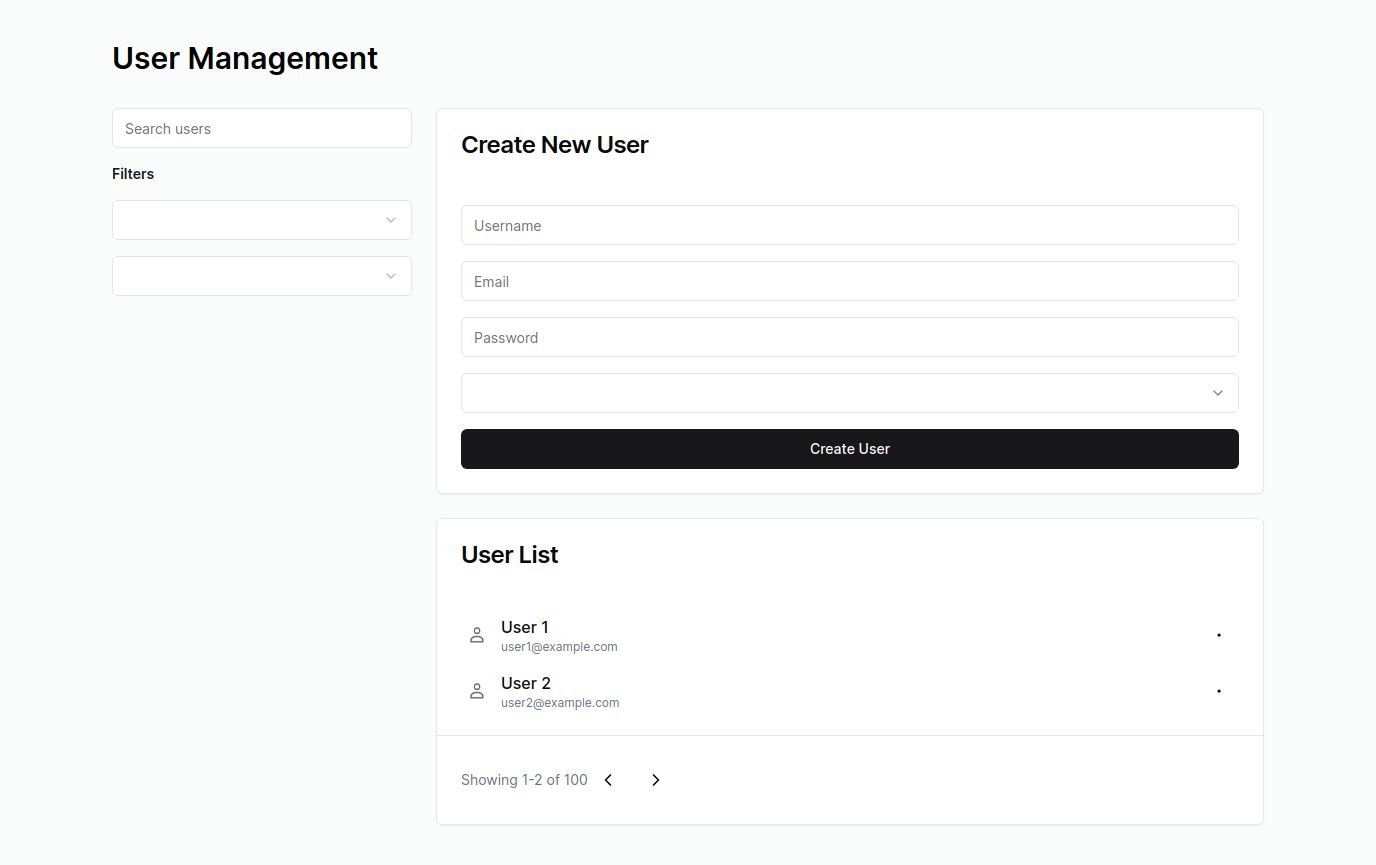 User Management
Search users
Filters
Create New User
Username
Email
Password
Create User
User List
User 1
user1@example.com
User 2
user2@example.com
Showing 1-2 of 100